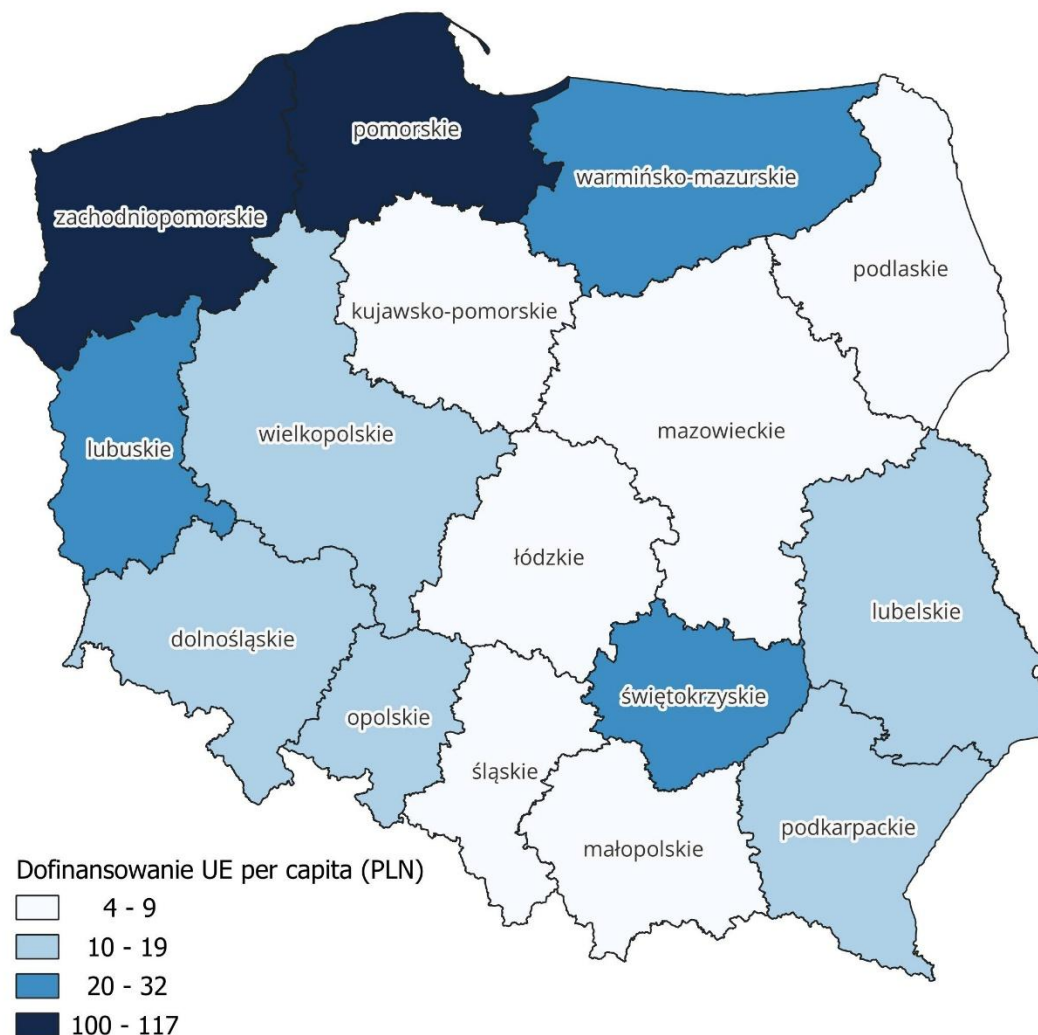 pomorskie
warmińsko-mazurskie
zachodniopomorskie
podlaskie
kujawsko-pomorskie
mazowieckie
wielkopolskie
lubuskie
łódzkie
lubelskie
dolnośląskie
świętokrzyskie
opolskie
śląskie
podkarpackie
małopolskie
Dofinansowanie UE per capita (PLN)
4 - 9
10 - 19
20 - 32
100 - 117